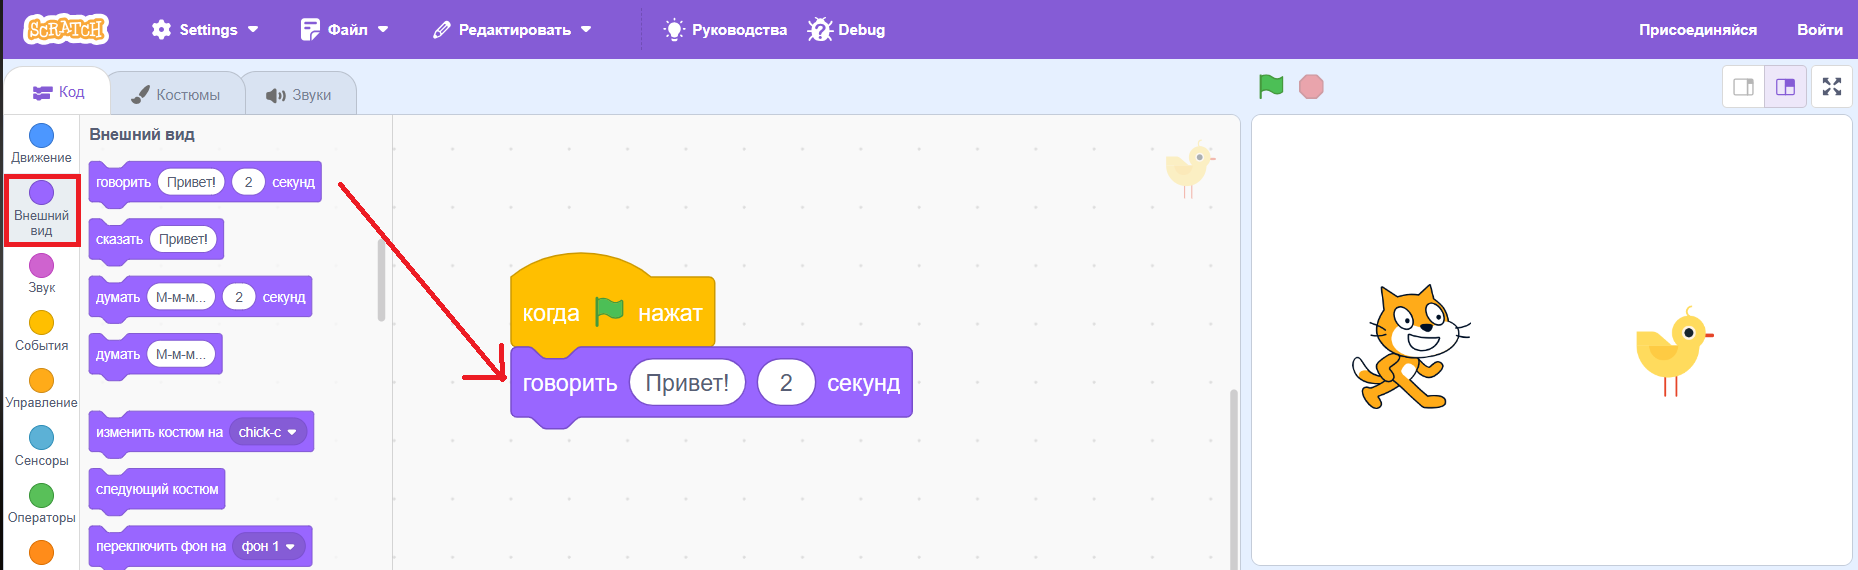 SCRATCH
Settings
Файл
Редактировать
Руководства
Debug
Присоединяйся
Войти
Код
Костюмы
Звуки
Движение
Внешний
вид
Звук
События
Управление
Сенсоры
Операторы
Внешний вид
говорить Привет! 2 секунд
сказать Привет!
думать М-м-м... 2 секунд
думать М-м-м...
изменить костюм на chick-c
следующий костюм
переключить фон на фон 1
когда нажат
говорить Привет! 2 секунд